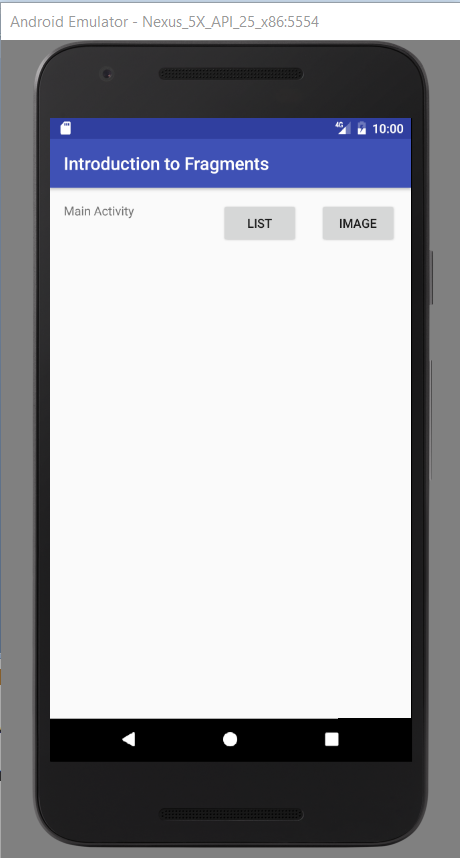 Android Emulator - Nexus_5X_API_25_x86:5554
4G 10:00
Introduction to Fragments
Main Activity LIST IMAGE